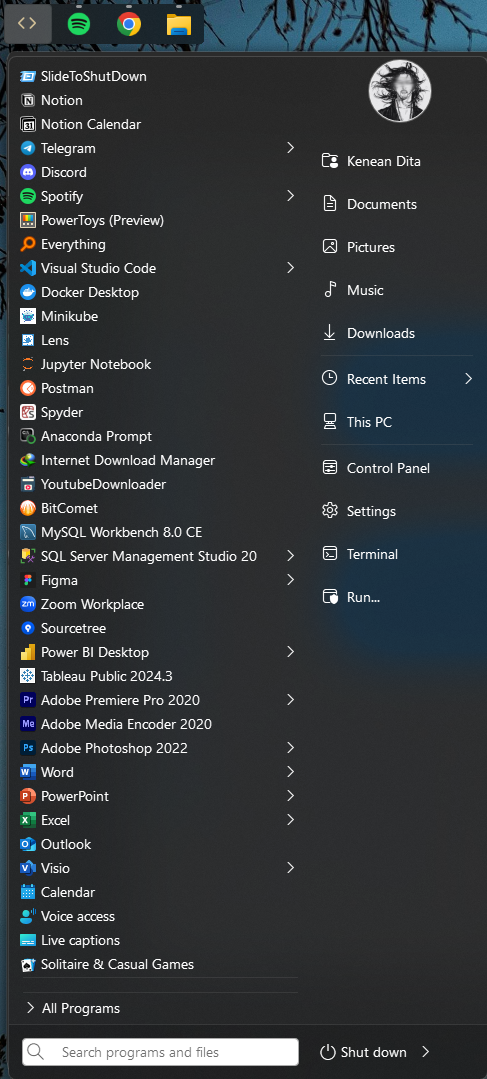 SlideToShutDown
Notion
Notion Calendar
Telegram
Discord
Spotify
PowerToys (Preview)
Everything
Visual Studio Code
Docker Desktop
Minikube
Lens
Jupyter Notebook
Postman
Spyder
Anaconda Prompt
Internet Download Manager
YoutubeDownloader
BitComet
MySQL Workbench 8.0 CE
SQL Server Management Studio 20
Figma
zm Zoom Workplace
Sourcetree
Power BI Desktop
Tableau Public 2024.3
Pr Adobe Premiere Pro 2020
Me Adobe Media Encoder 2020
Ps Adobe Photoshop 2022
Word
PowerPoint
Excel
Outlook
Visio
Calendar
Voice access
Live captions
Solitaire & Casual Games
All Programs
Search programs and files
Kenean Dita
Documents
Pictures
Music
Downloads
Recent Items
This PC
Control Panel
Settings
Terminal
Run...
Shut down